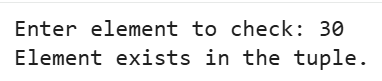 Enter element to check: 30
Element exists in the tuple.